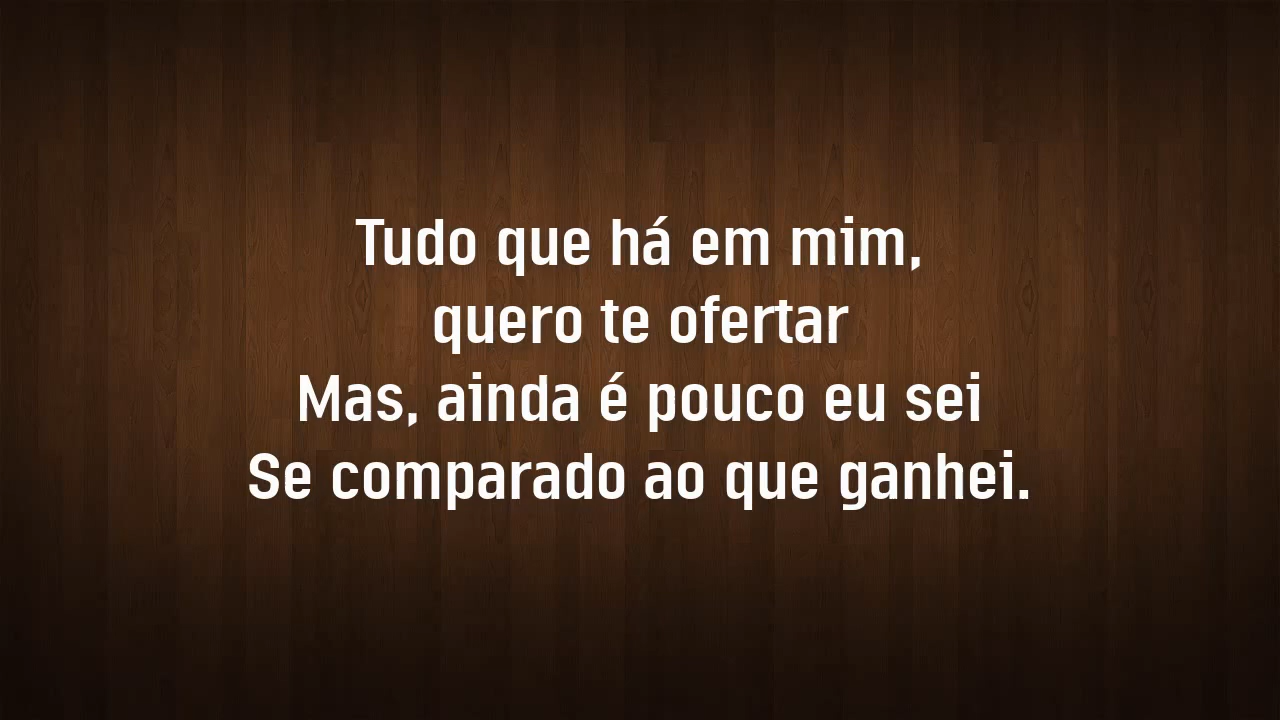 Tudo que há em mim,
quero te ofertar
Mas, ainda é pouco eu sei
Se comparado ao que ganhei.